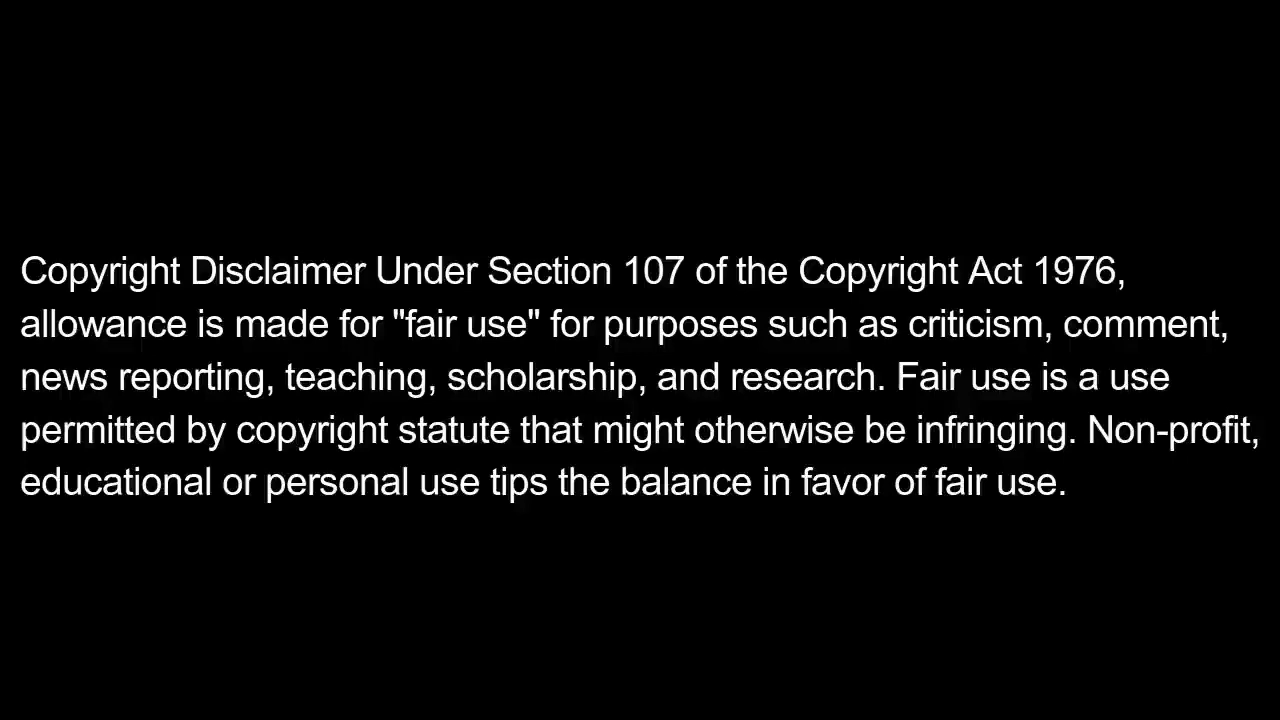 Copyright Disclaimer Under Section 107 of the Copyright Act 1976,
allowance is made for "fair use" for purposes such as criticism, comment,
news reporting, teaching, scholarship, and research. Fair use is a use
permitted by copyright statute that might otherwise be infringing. Non-profit,
educational or personal use tips the balance in favor of fair use.